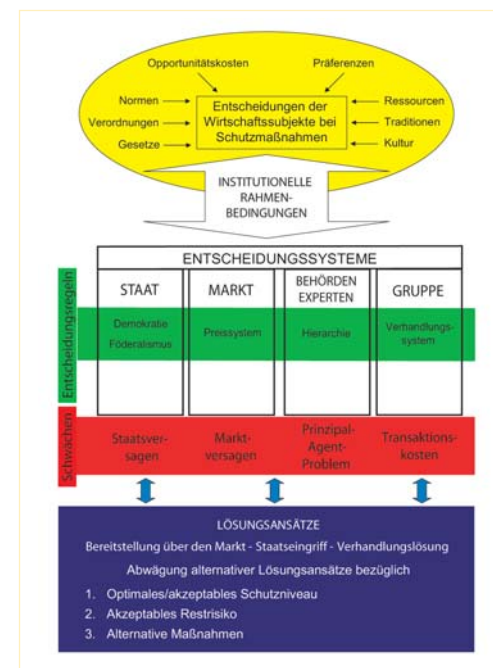 Opportunitätskosten
Präferenzen
Normen
Verordnungen
Gesetze
Entscheidungen der
Wirtschaftssubjekte bei
Schutzmaßnahmen
Ressourcen
Traditionen
Kultur
INSTITUTIONELLE
RAHMEN-
BEDINGUNGEN
ENTSCHEIDUNGSSYSTEME
STAAT
MARKT
BEHÖRDEN
EXPERTEN
GRUPPE
Entscheidungsregeln
Demokratie
Föderalismus
Preissystem
Hierarchie
Verhandlungs-
system
Schwächen
Staatsver-
sagen
Markt-
versagen
Prinzipal-
Agent-
Problem
Transaktions-
kosten
LÖSUNGSANSÄTZE
Bereitstellung über den Markt - Staatseingriff - Verhandlungslösung
Abwägung alternativer Lösungsansätze bezüglich
1. Optimales/akzeptables Schutzniveau
2. Akzeptables Restrisiko
3. Alternative Maßnahmen